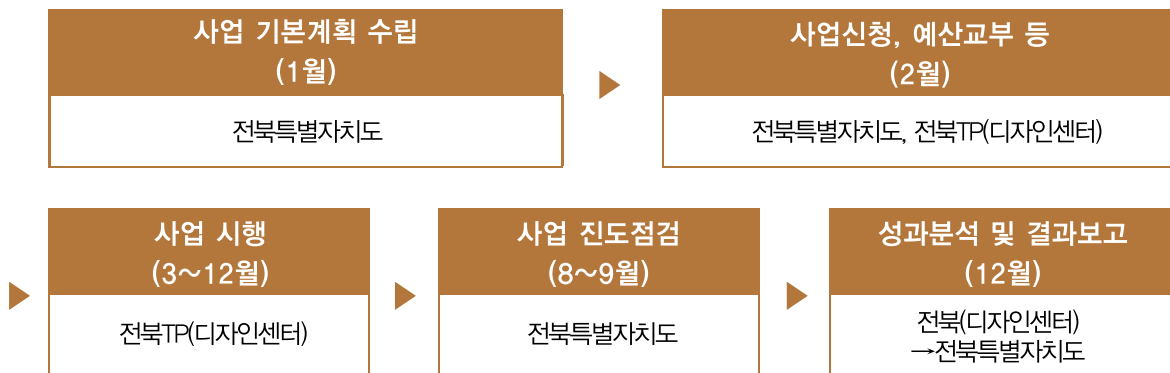 사업 기본계획 수립
(1월)
전북특별자치도
사업신청, 예산교부 등
(2월)
전북특별자치도, 전북TP(디자인센터)
사업 시행
(3~12월)
전북TP(디자인센터)
사업 진도점검
(8~9월)
전북특별자치도
성과분석 및 결과보고
(12월)
전북(디자인센터)
→전북특별자치도